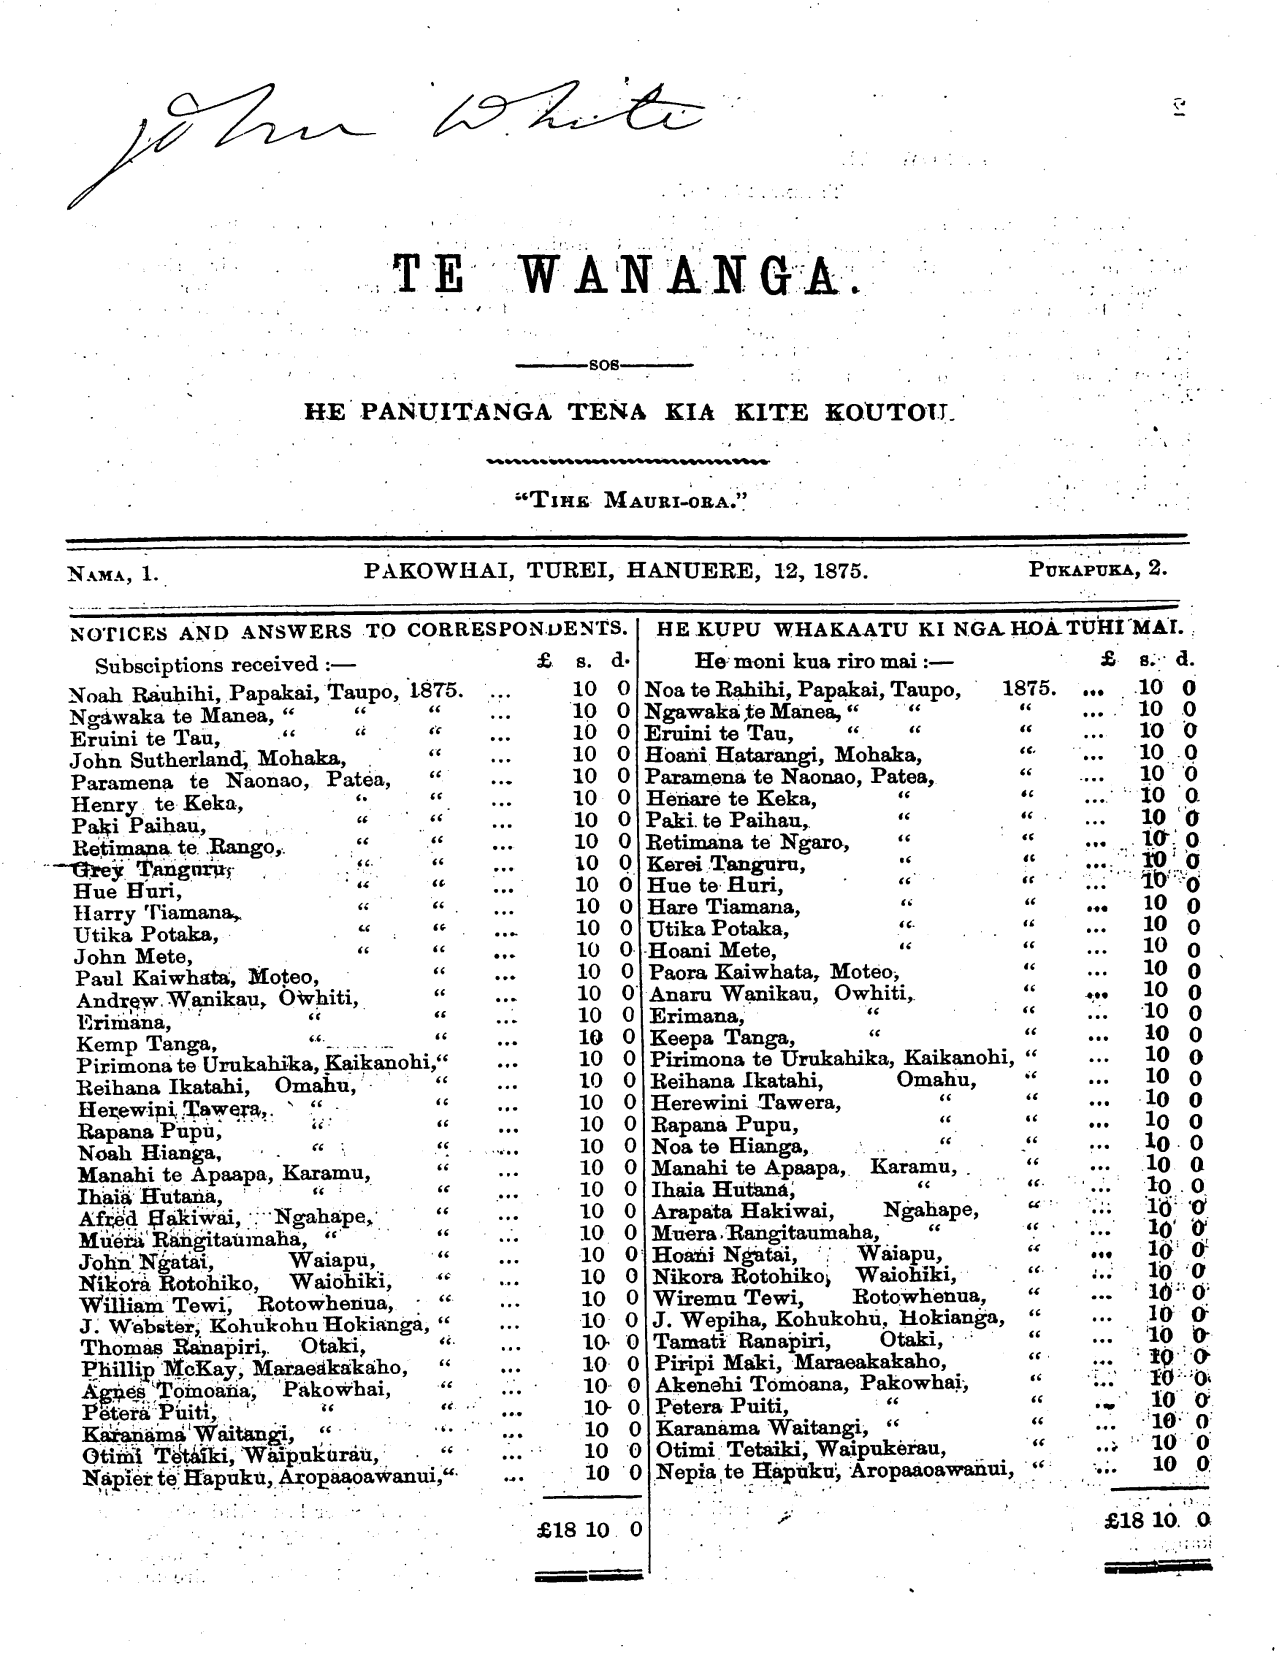 John White
TE WANANGA.
SOS
HE PANUITANGA TENA KIA KITE KOUTOU.
"TIHE MAURI-ORA."
NAMA, 1. PAKOWHAI, TUREI, HANUERE, 12, 1875. PUKAPUKA, 2.
NOTICES AND ANSWERS TO CORRESPONDENTS.
Subsciptions received :— £ s. d.
Noah Rauhihi, Papakai, Taupo, 1875. ... 10 0
Ngawaka te Manea, “ “ “ ... 10 0
Eruini te Tau, “ “ “ ... 10 0
John Sutherland, Mohaka, “ ... 10 0
Paramena te Naonao, Patea, “ ... 10 0
Henry te Keka, “ “ ... 10 0
Paki Paihau, “ “ ... 10 0
Retimana te Rango, “ “ ... 10 0
Grey Tanguru, “ “ ... 10 0
Hue Huri, “ “ ... 10 0
Harry Tiamana, “ “ ... 10 0
Utika Potaka, “ “ ... 10 0
John Mete, “ “ ... 10 0
Paul Kaiwhata, Moteo, “ ... 10 0
Andrew Wanikau, Owhiti, “ ... 10 0
Erimana, “ “ ... 10 0
Kemp Tanga, “ “ ... 10 0
Pirimona te Urukahika, Kaikanohi, “ ... 10 0
Reihana Ikatahi, Omahu, “ ... 10 0
Herewini Tawera, “ “ ... 10 0
Rapana Pupu, “ “ ... 10 0
Noah Hianga, “ “ ... 10 0
Manahi te Apaapa, Karamu, “ ... 10 0
Ihaia Hutana, “ “ ... 10 0
Afred Hakiwai, Ngahape, “ ... 10 0
Muera Rangitaumaha, “ “ ... 10 0
John Ngatai, Waiapu, “ ... 10 0
Nikora Rotohiko, Waiohiki, “ ... 10 0
William Tewi, Rotowhenua, “ ... 10 0
J. Webster, Kohukohu Hokianga, “ ... 10 0
Thomas Ranapiri, Otaki, “ ... 10 0
Phillip McKay, Maraeakakaho, “ ... 10 0
Agnes Tomoana, Pakowhai, “ ... 10 0
Petera Puiti, “ “ ... 10 0
Karanama Waitangi, “ “ ... 10 0
Otimi Tetaiki, Waipukurau, “ ... 10 0
Napier te Hapuku, Aropaaoawanui, “ ... 10 0
£18 10 0
HE KUPU WHAKAATU KI NGA HOA TUHI MAI.
He moni kua riro mai :— £ s. d.
Noa te Rahihi, Papakai, Taupo, 1875. ... 10 0
Ngawaka te Manea, “ “ “ ... 10 0
Eruini te Tau, “ “ “ ... 10 0
Hoani Hatarangi, Mohaka, “ ... 10 0
Paramena te Naonao, Patea, “ ... 10 0
Henare te Keka, “ “ ... 10 0
Paki te Paihau, “ “ ... 10 0
Retimana te Ngaro, “ “ ... 10 0
Kerei Tanguru, “ “ ... 10 0
Hue te Huri, “ “ ... 10 0
Hare Tiamana, “ “ ... 10 0
Utika Potaka, “ “ ... 10 0
Hoani Mete, “ “ ... 10 0
Paora Kaiwhata, Moteo, “ ... 10 0
Anaru Wanikau, Owhiti, “ ... 10 0
Erimana, “ “ ... 10 0
Keepa Tanga, “ “ ... 10 0
Pirimona te Urukahika, Kaikanohi, “ ... 10 0
Reihana Ikatahi, Omahu, “ ... 10 0
Herewini Tawera, “ “ ... 10 0
Rapana Pupu, “ “ ... 10 0
Noa te Hianga, “ “ ... 10 0
Manahi te Apaapa, Karamu, “ ... 10 0
Ihaia Hutana, “ “ ... 10 0
Arapata Hakiwai, Ngahape, “ ... 10 0
Muera Rangitaumaha, “ “ ... 10 0
Hoani Ngatai, Waiapu, “ ... 10 0
Nikora Rotohiko, Waiohiki, “ ... 10 0
Wiremu Tewi, Rotowhenua, “ ... 10 0
J. Wepiha, Kohukohu, Hokianga, “ ... 10 0
Tamati Ranapiri, Otaki, “ ... 10 0
Piripi Maki, Maraeakakaho, “ ... 10 0
Akenehi Tomoana, Pakowhai, “ ... 10 0
Petera Puiti, “ “ ... 10 0
Karanama Waitangi, “ “ ... 10 0
Otimi Tetaiki, Waipukerau, “ ... 10 0
Nepia te Hapuku, Aropaaoawanui, “ ... 10 0
£18 10. 0